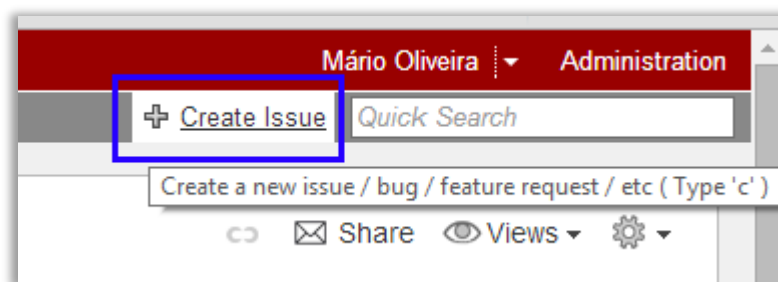 Mário Oliveira Administration
Create Issue Quick Search
Create a new issue / bug / feature request / etc ( Type 'c' )
Share Views